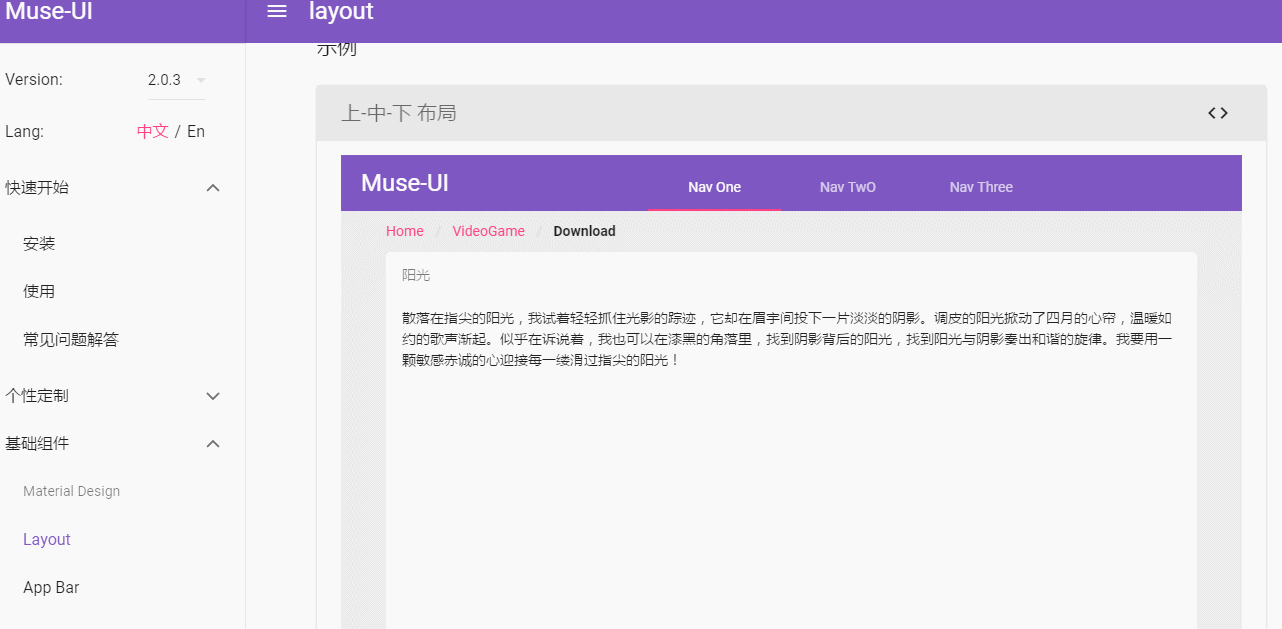 Muse-UI
layout
Version:
2.0.3
Lang:
中文 / En
快速开始
安装
使用
常见问题解答
个性定制
基础组件
Material Design
Layout
App Bar
示例
上-中-下 布局
<>
Muse-UI
Nav One
Nav TwO
Nav Three
Home / VideoGame / Download
阳光
散落在指尖的阳光，我试着轻轻抓住光影的踪迹，它却在眉宇间投下一片淡淡的阴影。调皮的阳光掀动了四月的心帘，温暖如
约的歌声渐起。似乎在诉说着，我也可以在漆黑的角落里，找到阴影背后的阳光，找到阳光与阴影奏出和谐的旋律。我要用一
颗敏感赤诚的心迎接每一缕滑过指尖的阳光！